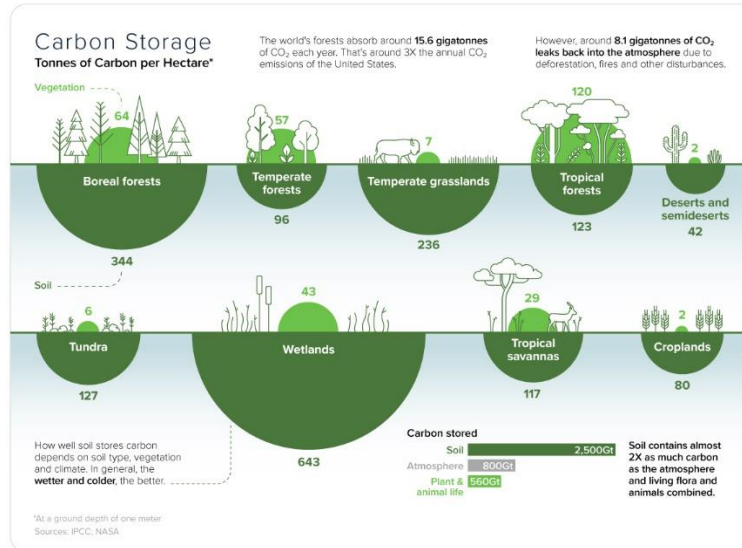 Carbon Storage
Tonnes of Carbon per Hectare*
The world's forests absorb around 15.6 gigatonnes
of CO₂ each year. That's around 3X the annual CO₂
emissions of the United States.
However, around 8.1 gigatonnes of CO₂
leaks back into the atmosphere due to
deforestation, fires and other disturbances.
Vegetation
64
57
7
120
2
Boreal forests
Temperate
forests
Temperate grasslands
Tropical
forests
Deserts and
semideserts
344
96
236
123
42
Soil
6
43
29
2
Tundra
Wetlands
Tropical
savannas
Croplands
127
643
117
80
How well soil stores carbon
depends on soil type, vegetation
and climate. In general, the
wetter and colder, the better.
Carbon stored
Soil 2,500Gt
Atmosphere 800Gt
Plant &
animal life 560Gt
Soil contains almost
2X as much carbon
as the atmosphere
and living flora and
animals combined.
*At a ground depth of one meter
Sources: IPCC; NASA